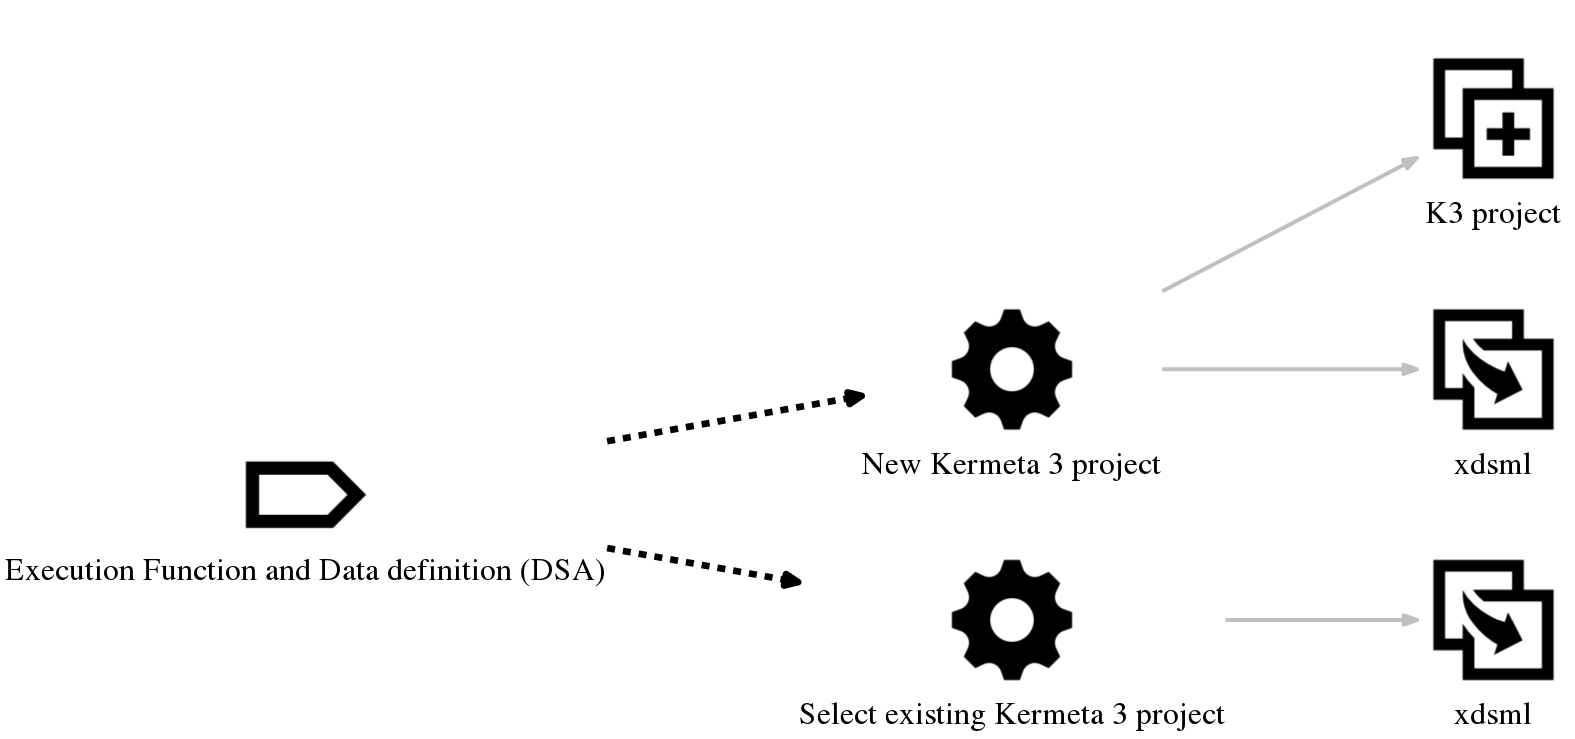 K3 project
New Kermeta 3 project
xdsml
Execution Function and Data definition (DSA)
Select existing Kermeta 3 project
xdsml